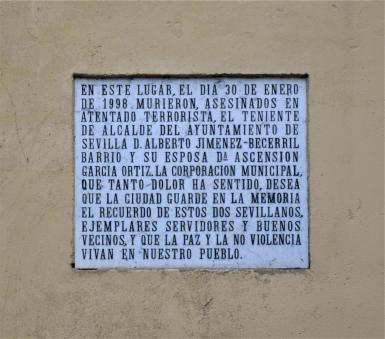 EN ESTE LUGAR, EL DIA 30 DE ENERO
DE 1998 MURIERON, ASESINADOS EN
ATENTADO TERRORISTA, EL TENIENTE
DE ALCALDE DEL AYUNTAMIENTO DE
SEVILLA D. ALBERTO JIMENEZ-BECERRIL
BARRIO Y SU ESPOSA Dª ASCENSION
GARCIA ORTIZ. LA CORPORACION MUNICIPAL,
QUE TANTO DOLOR HA SENTIDO, DESEA
QUE LA CIUDAD GUARDE EN LA MEMORIA
EL RECUERDO DE ESTOS DOS SEVILLANOS,
EJEMPLARES SERVIDORES Y BUENOS
VECINOS, Y QUE LA PAZ Y LA NO VIOLENCIA
VIVAN EN NUESTRO PUEBLO.